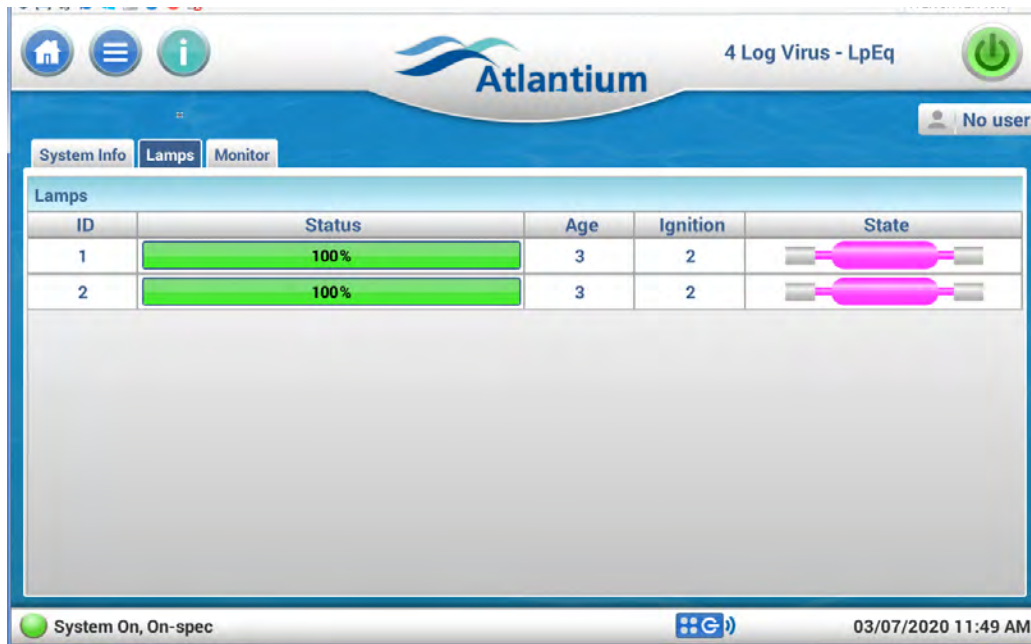 4 Log Virus - LpEq
Atlantium
No user
System Info Lamps Monitor
Lamps
ID Status Age Ignition State
1 100% 3 2
2 100% 3 2
System On, On-spec 03/07/2020 11:49 AM